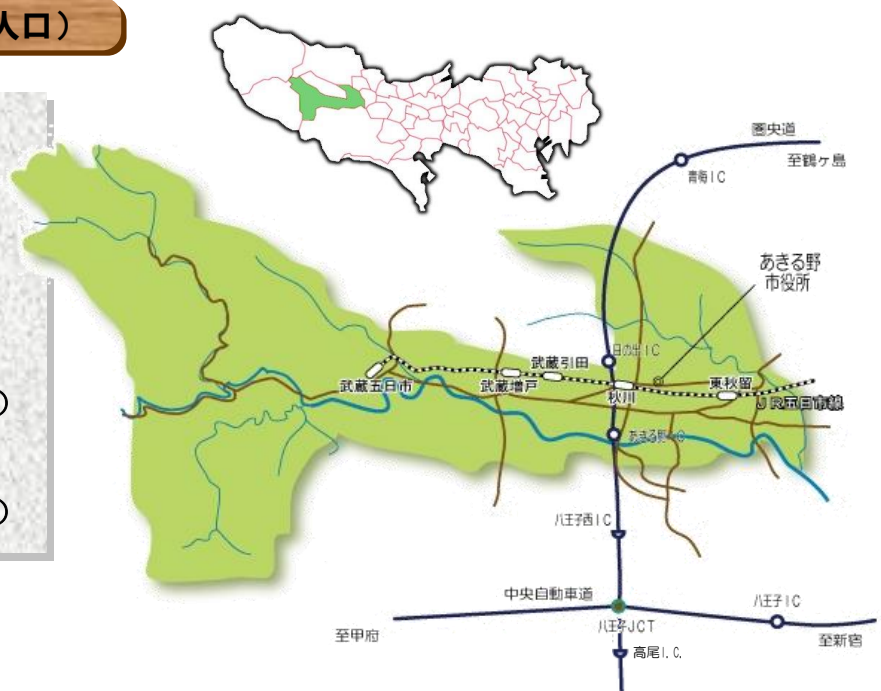 人口）
圏央道
至鶴ヶ島
青梅IC
あきる野
市役所
日の出IC
武蔵引田
武蔵五日市
武蔵増戸
秋川
東秋留
JR五日市線
あきる野IC
八王子西IC
中央自動車道
八王子IC
八王子JCT
至甲府
至新宿
高尾I.C.